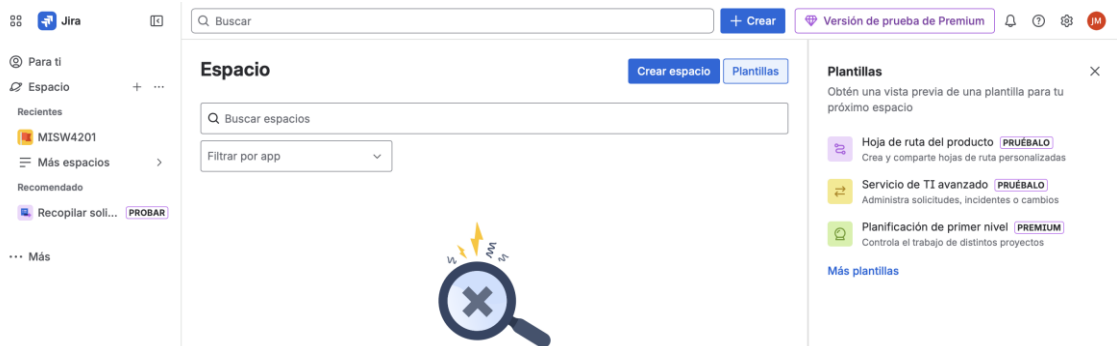 Jira
Buscar
Crear
Versión de prueba de Premium
JM
Para ti
Espacio
Recientes
MISW4201
Más espacios
Recomendado
Recopilar soli... PROBAR
Más
Espacio
Crear espacio
Plantillas
Buscar espacios
Filtrar por app
Plantillas
Obtén una vista previa de una plantilla para tu
próximo espacio
Hoja de ruta del producto PRUÉBALO
Crea y comparte hojas de ruta personalizadas
Servicio de TI avanzado PRUÉBALO
Administra solicitudes, incidentes o cambios
Planificación de primer nivel PREMIUM
Controla el trabajo de distintos proyectos
Más plantillas